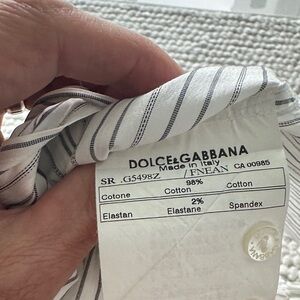 DOLCE&GABBANA
Made in Italy
SR .G5498Z /FNEAN CA 00985
98%
Cotone Cotton Cotton
2%
Elastan Elastane Spandex